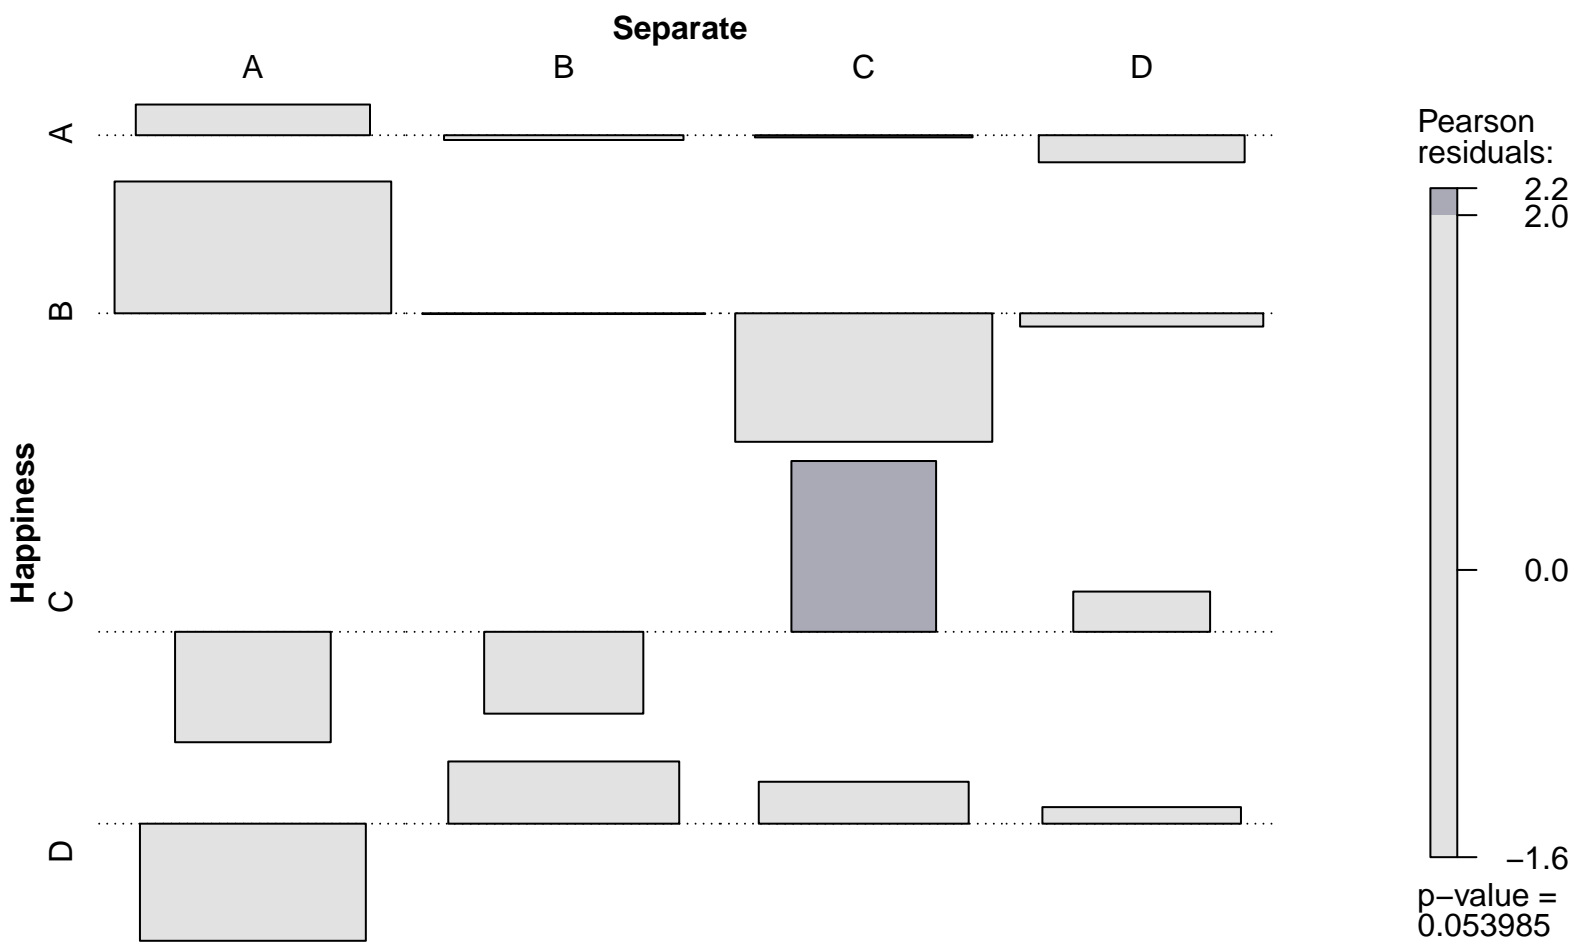 Separate
A B C D
Happiness
A
B
C
D
Pearson
residuals:
2.2
2.0
0.0
−1.6
p−value =
0.053985